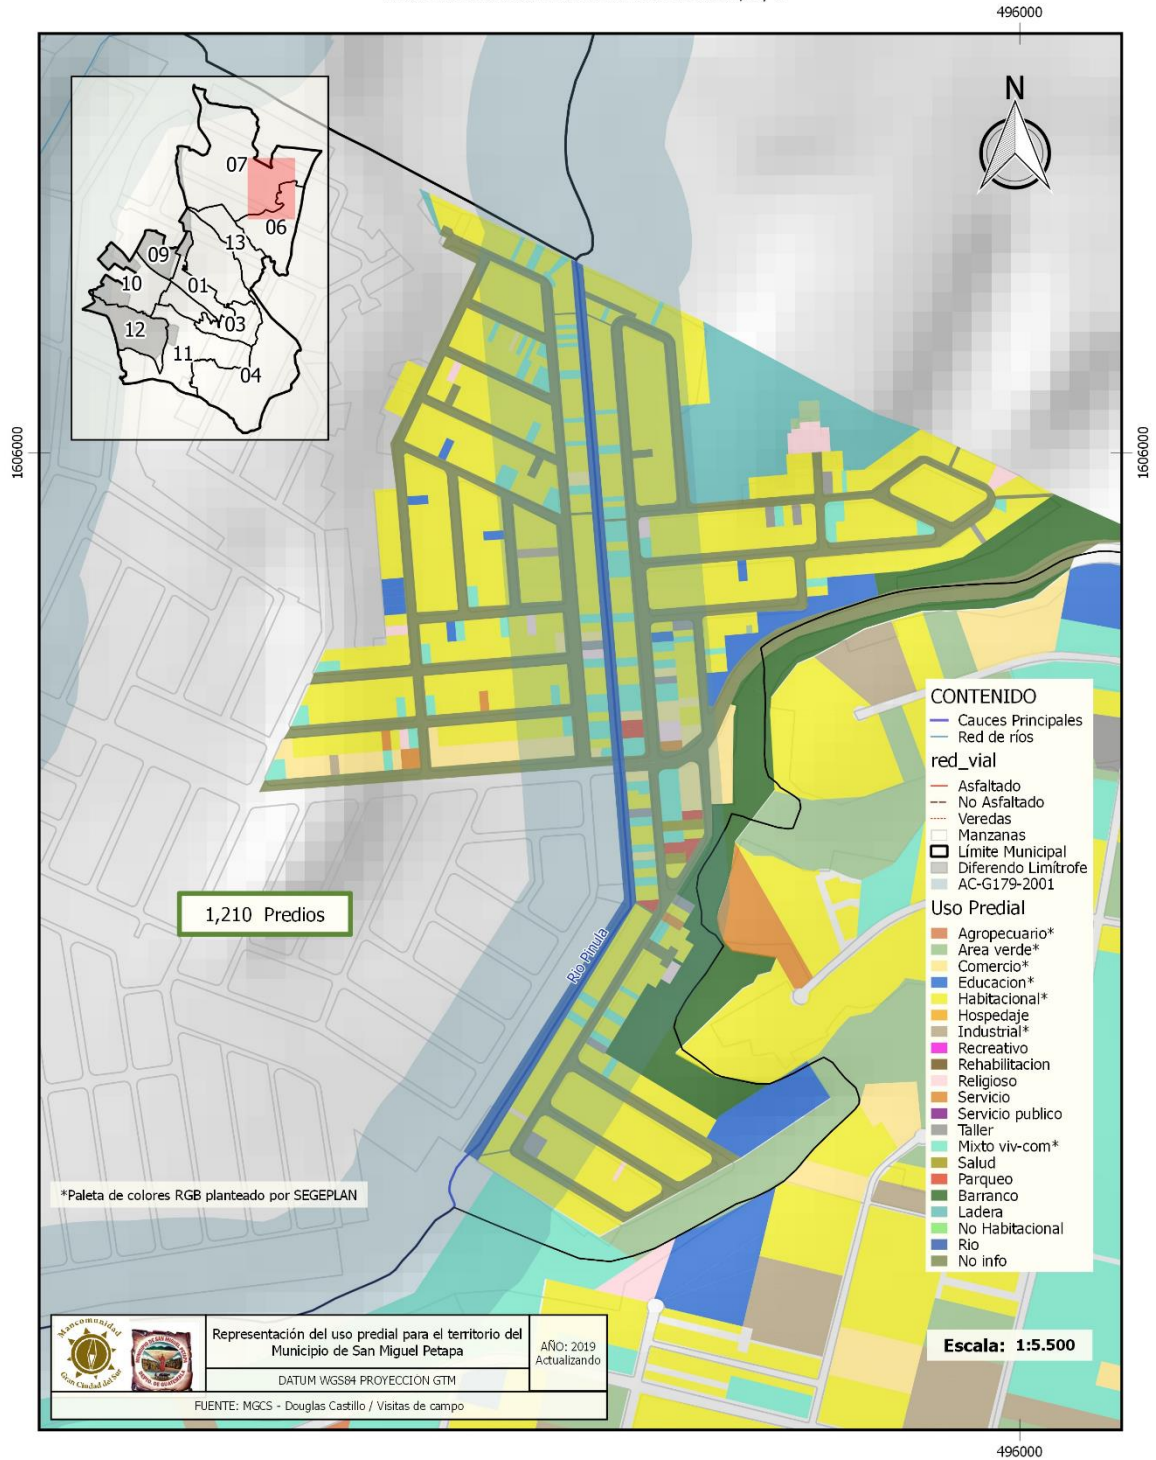 496000
N
07
06
13
09
01
10
03
12
11
04
1606000
1606000
CONTENIDO
Cauces Principales
Red de ríos
red_vial
Asfaltado
No Asfaltado
Veredas
Manzanas
Límite Municipal
Diferendo Limítrofe
AC-G179-2001
Uso Predial
Agropecuario*
Area verde*
Comercio*
Educacion*
Habitacional*
Hospedaje
Industrial*
Recreativo
Rehabilitacion
Religioso
Servicio
Servicio publico
Taller
Mixto viv-com*
Salud
Parqueo
Barranco
Ladera
No Habitacional
Rio
No info
1,210 Predios
Rio Pinula
*Paleta de colores RGB planteado por SEGEPLAN
Mancomunidad
Gran Ciudad del Sur
Representación del uso predial para el territorio del
Municipio de San Miguel Petapa
DATUM WGS84 PROYECCION GTM
AÑO: 2019
Actualizando
FUENTE: MGCS - Douglas Castillo / Visitas de campo
Escala: 1:5.500
496000